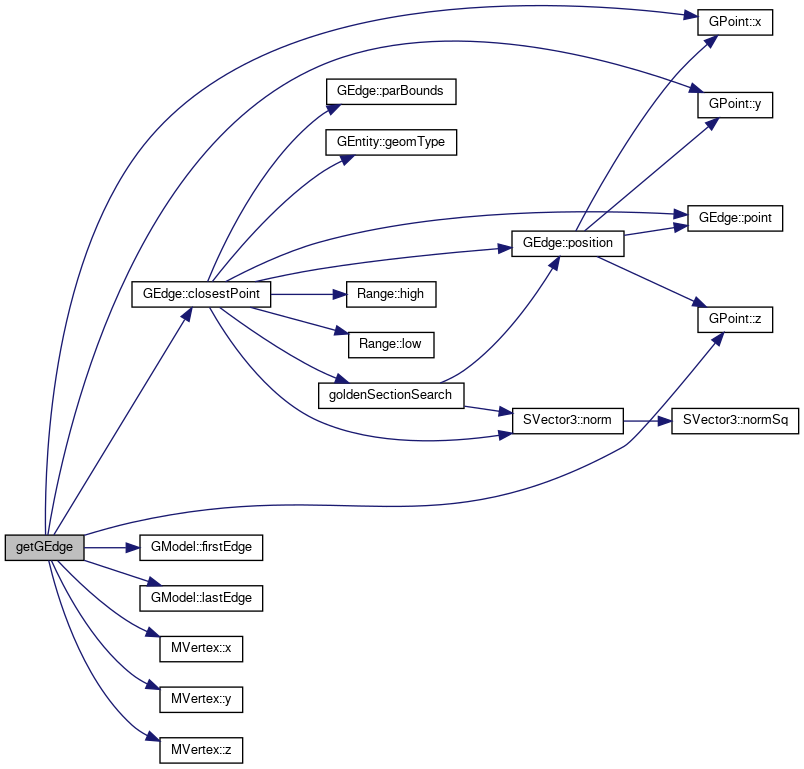 GPoint::x
GEdge::parBounds
GPoint::y
GEntity::geomType
GEdge::point
GEdge::position
GEdge::closestPoint
Range::high
GPoint::z
Range::low
goldenSectionSearch
SVector3::norm
SVector3::normSq
getGEdge
GModel::firstEdge
GModel::lastEdge
MVertex::x
MVertex::y
MVertex::z